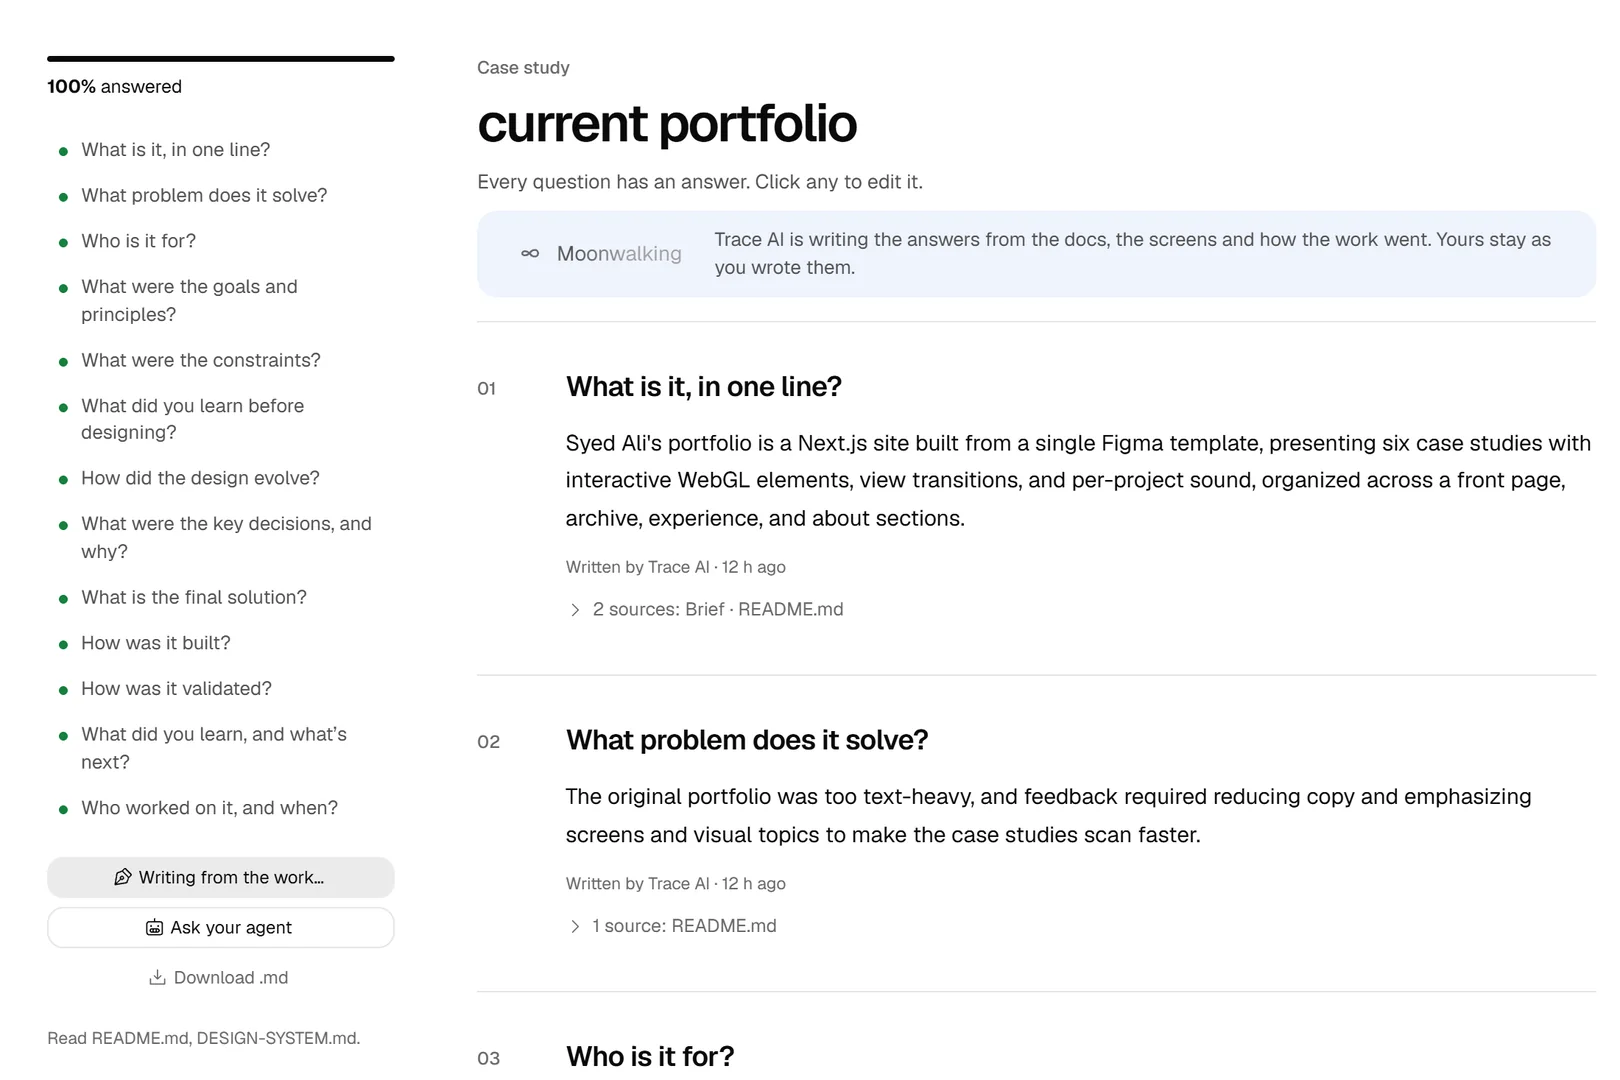 100% answered
What is it, in one line?
What problem does it solve?
Who is it for?
What were the goals and
principles?
What were the constraints?
What did you learn before
designing?
How did the design evolve?
What were the key decisions, and
why?
What is the final solution?
How was it built?
How was it validated?
What did you learn, and what’s
next?
Who worked on it, and when?
Writing from the work...
Ask your agent
Download .md
Read README.md, DESIGN-SYSTEM.md.
Case study
current portfolio
Every question has an answer. Click any to edit it.
Moonwalking
Trace AI is writing the answers from the docs, the screens and how the work went. Yours stay as
you wrote them.
01
What is it, in one line?
Syed Ali's portfolio is a Next.js site built from a single Figma template, presenting six case studies with
interactive WebGL elements, view transitions, and per-project sound, organized across a front page,
archive, experience, and about sections.
Written by Trace AI · 12 h ago
2 sources: Brief · README.md
02
What problem does it solve?
The original portfolio was too text-heavy, and feedback required reducing copy and emphasizing
screens and visual topics to make the case studies scan faster.
Written by Trace AI · 12 h ago
1 source: README.md
03
Who is it for?